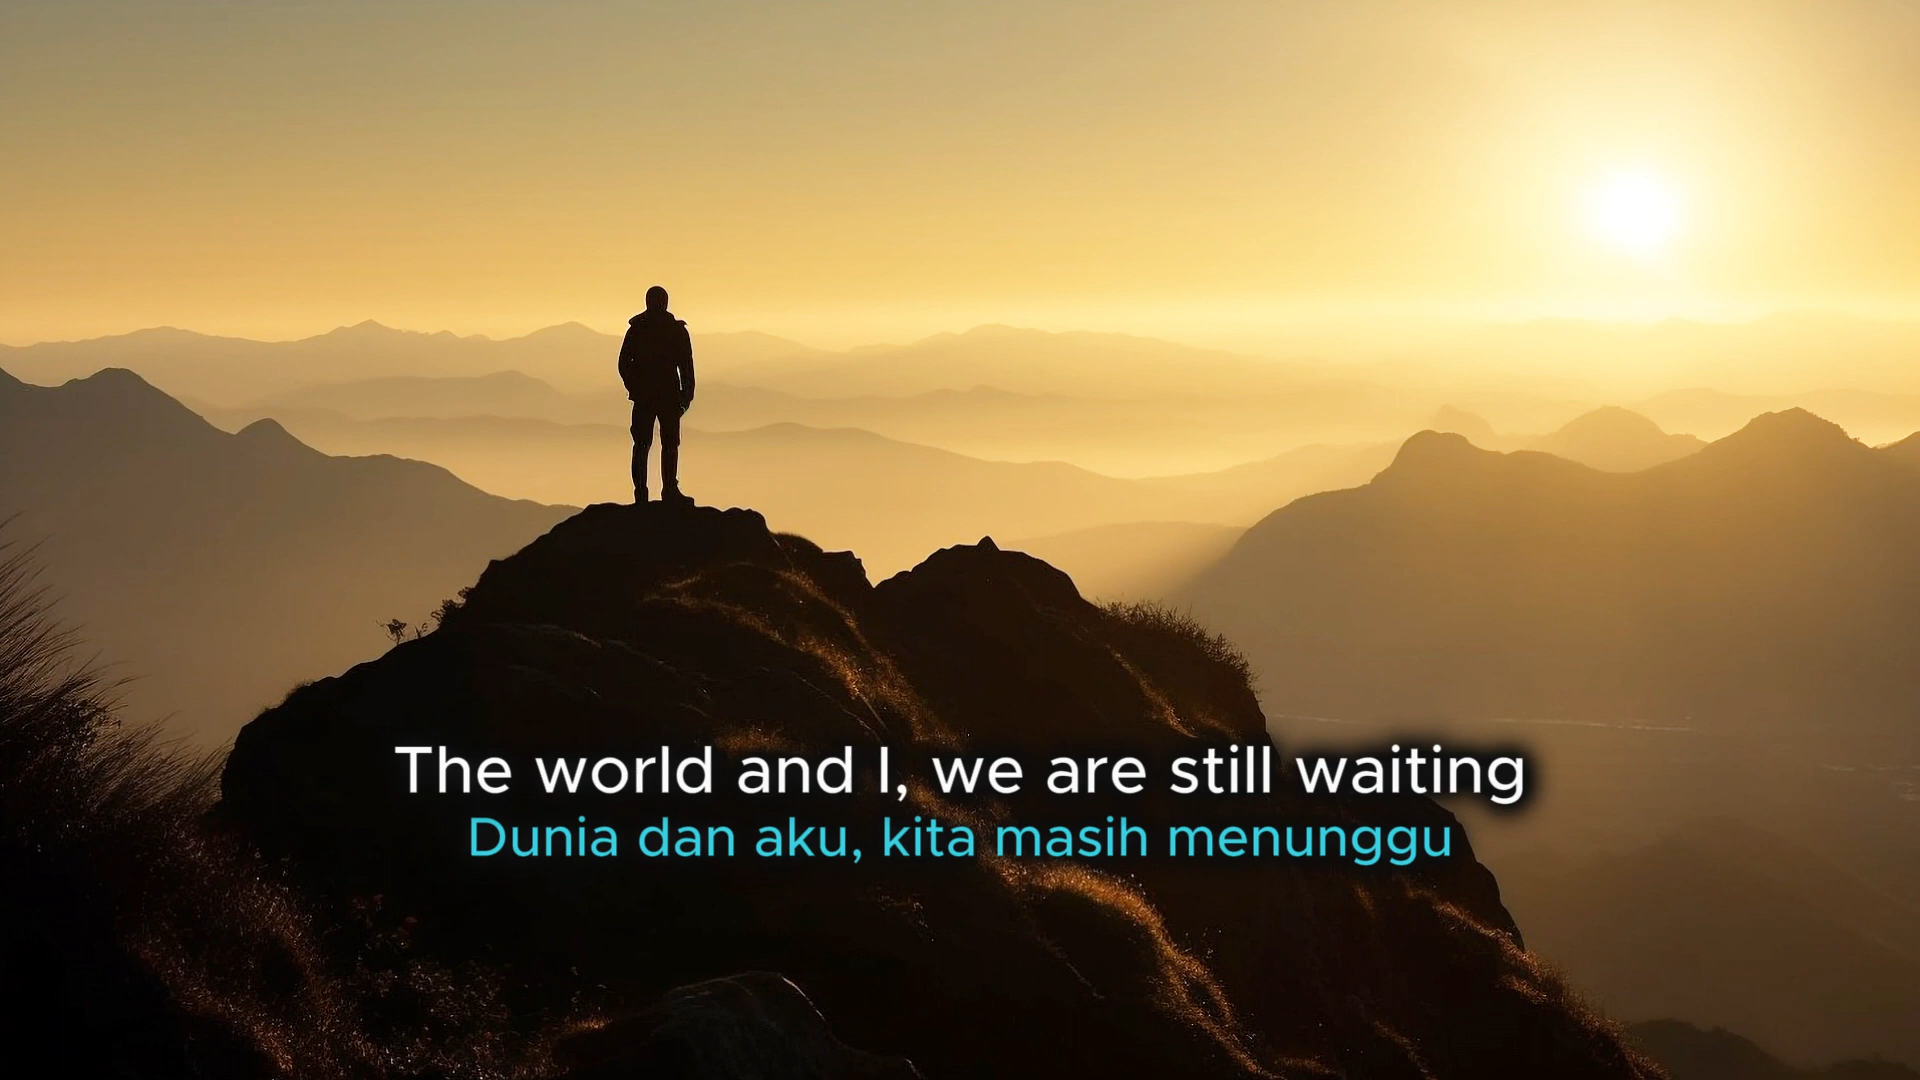 The world and I, we are still waiting
Dunia dan aku, kita masih menunggu